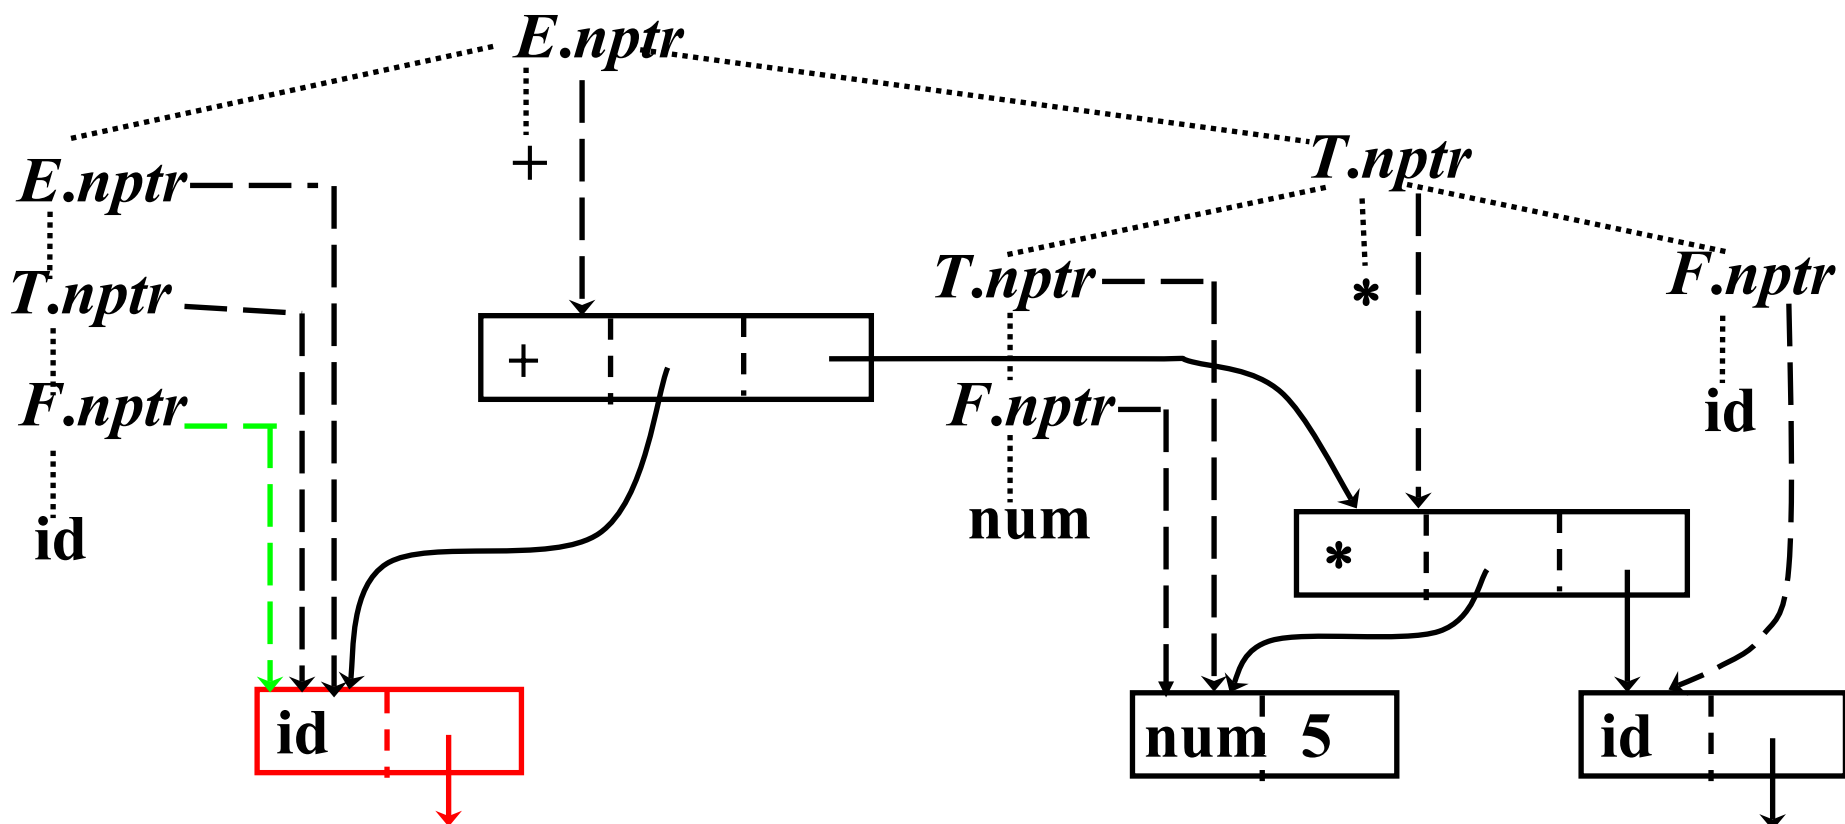 E.nptr
+
T.nptr
E.nptr
T.nptr
*
F.nptr
T.nptr
+
F.nptr
F.nptr
id
id
num
*
id
num 5
id